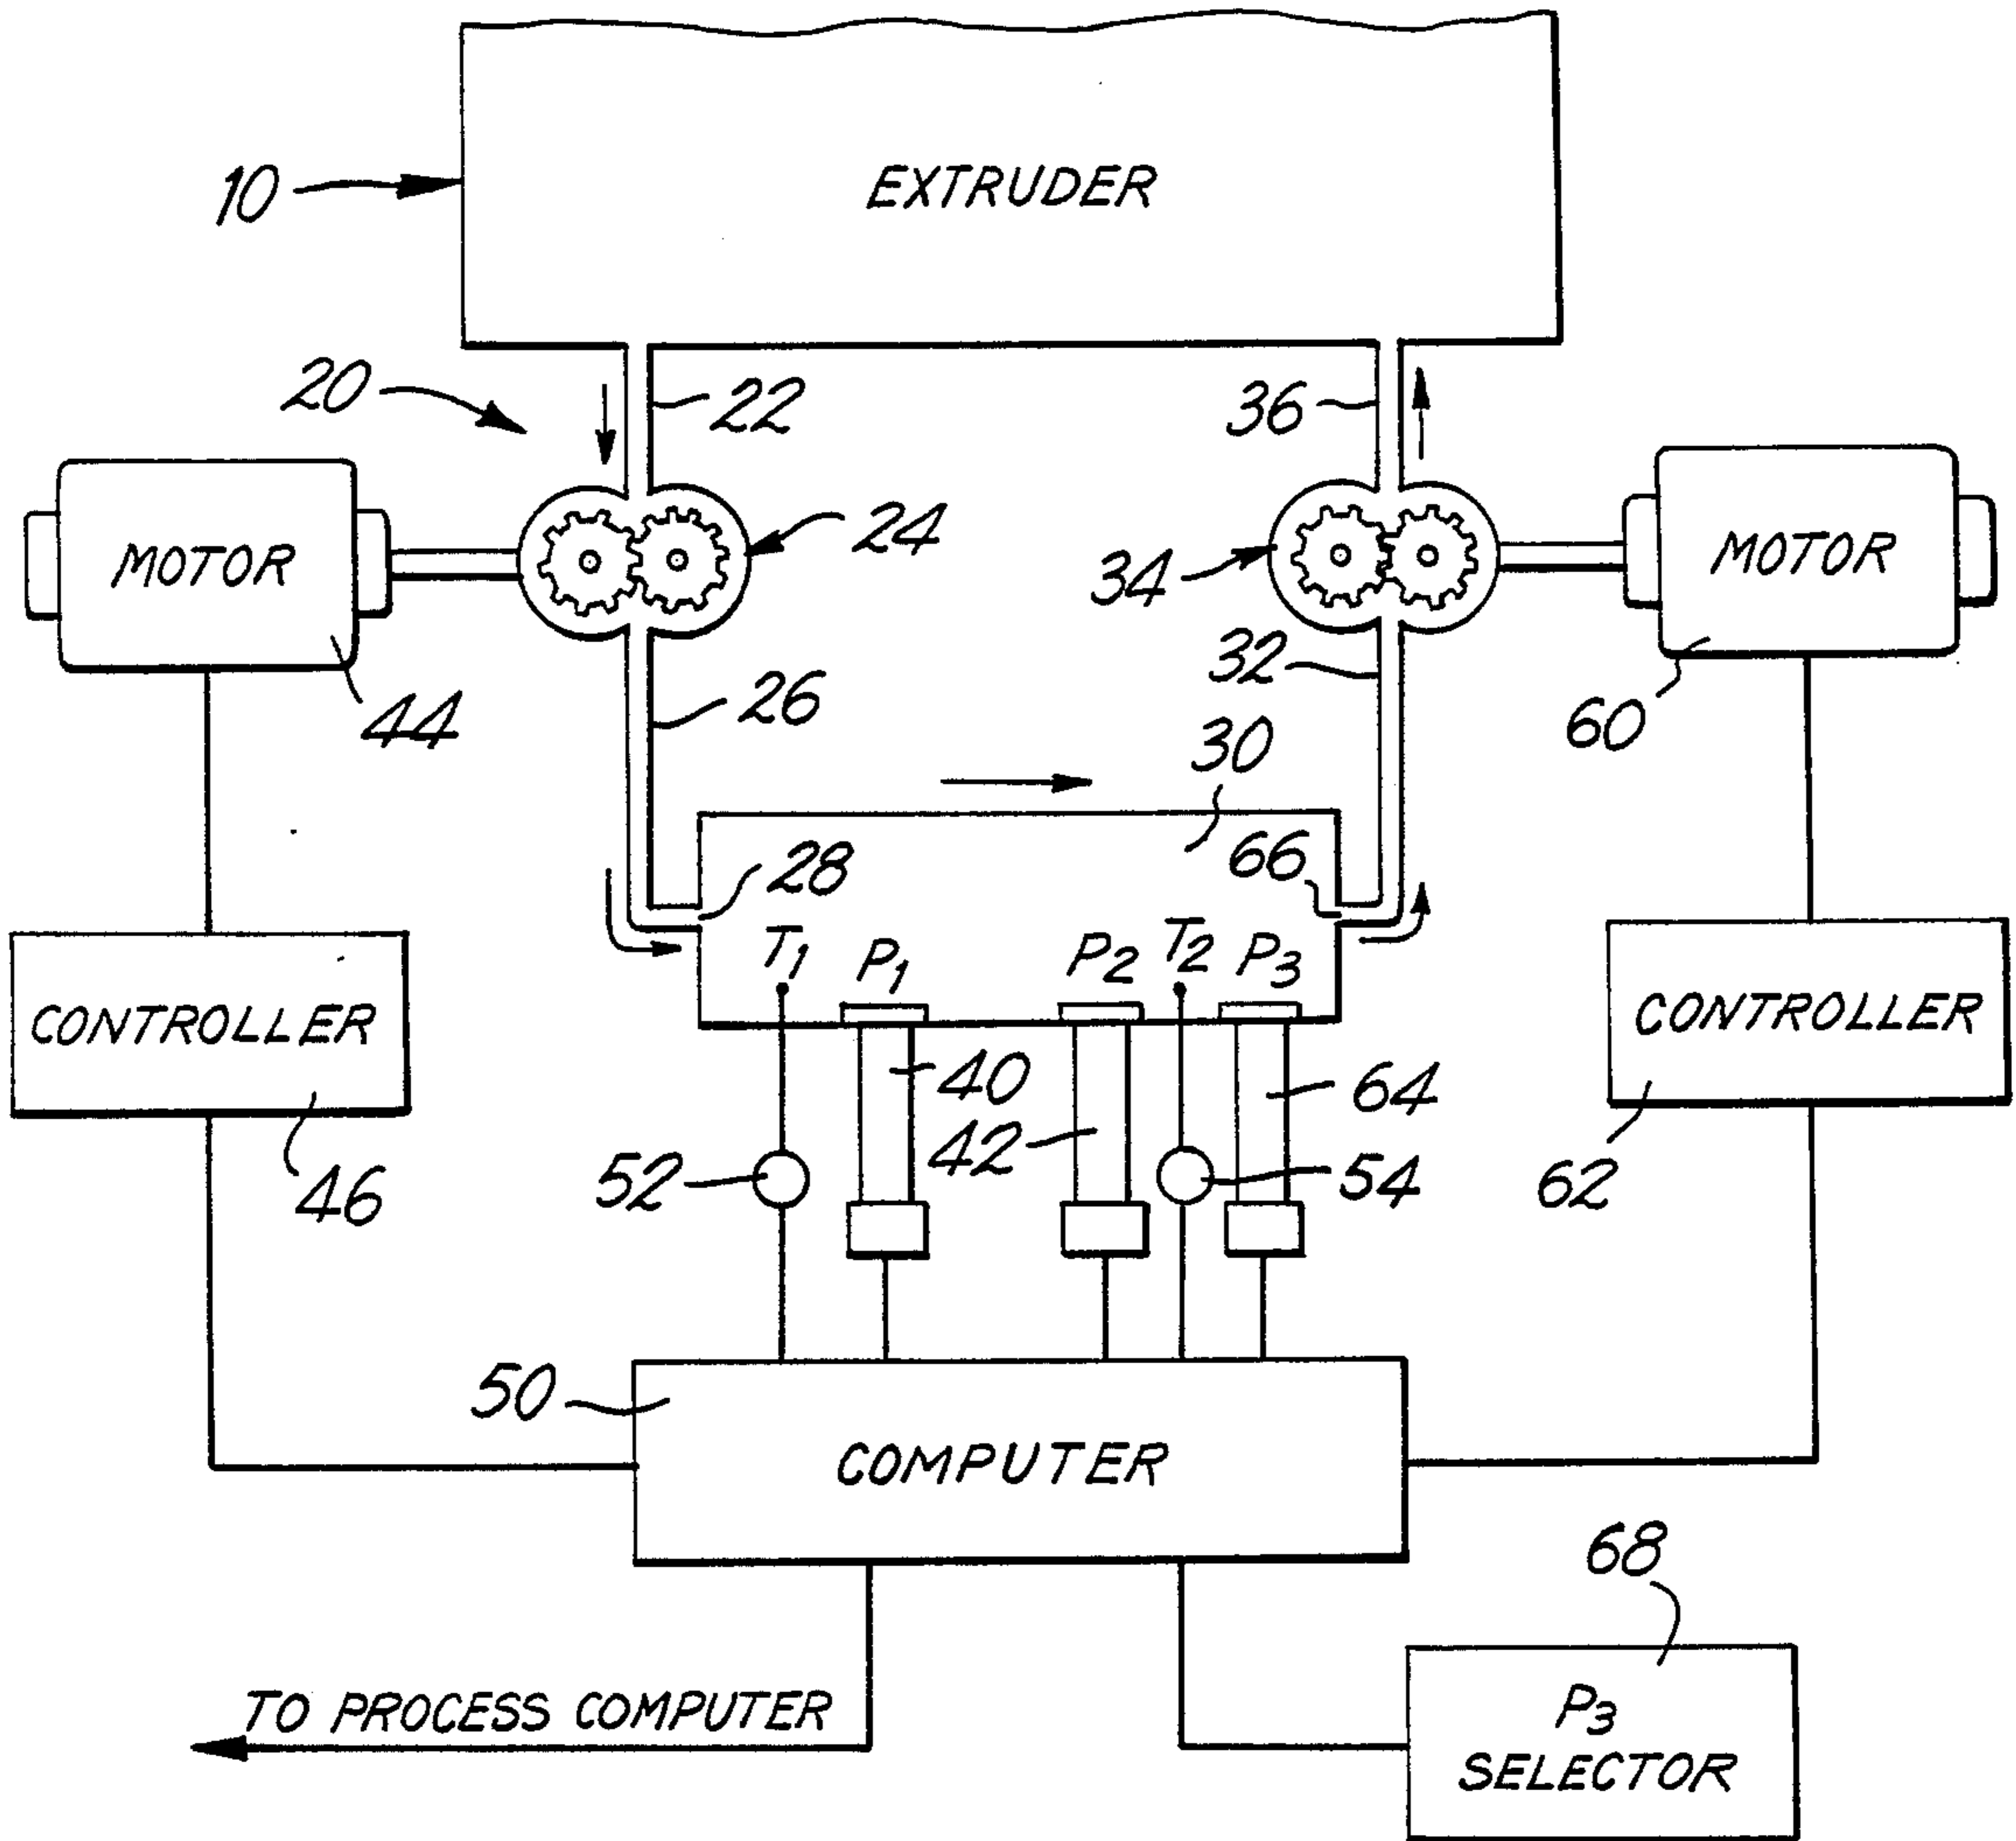 EXTRUDER
10
20
22
36
MOTOR
24
34
MOTOR
44
26
32
30
60
28
66
T1
P1
P2
T2
P3
CONTROLLER
CONTROLLER
40
42
64
46
52
54
62
50
COMPUTER
68
TO PROCESS COMPUTER
P3
SELECTOR